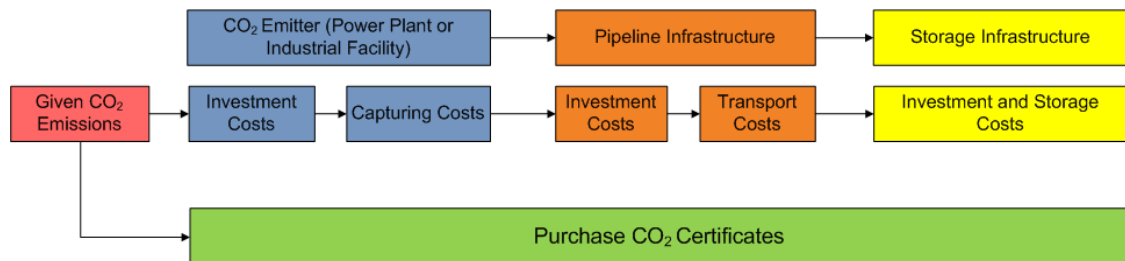 CO₂ Emitter (Power Plant or
Industrial Facility)
Pipeline Infrastructure
Storage Infrastructure
Given CO₂
Emissions
Investment
Costs
Capturing Costs
Investment
Costs
Transport
Costs
Investment and Storage
Costs
Purchase CO₂ Certificates